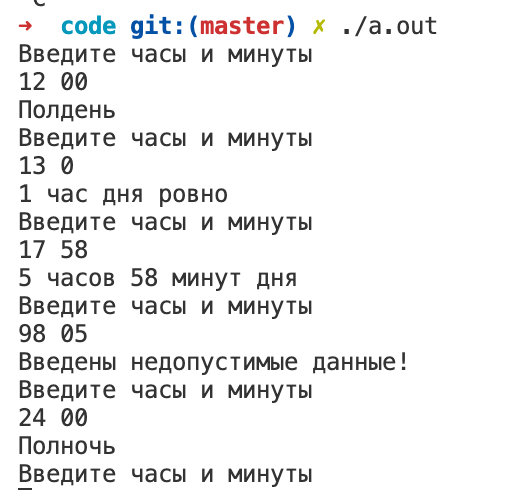 ➜  code git:(master) ✗ ./a.out
Введите часы и минуты
12 00
Полдень
Введите часы и минуты
13 0
1 час дня ровно
Введите часы и минуты
17 58
5 часов 58 минут дня
Введите часы и минуты
98 05
Введены недопустимые данные!
Введите часы и минуты
24 00
Полночь
Введите часы и минуты